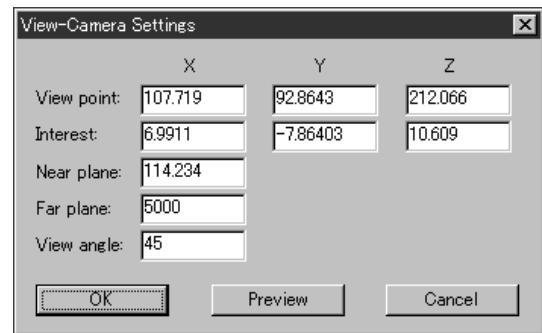 View-Camera Settings
X Y Z
View point: 107.719 92.8643 212.066
Interest: 6.9911 -7.86403 10.609
Near plane: 114.234
Far plane: 5000
View angle: 45
OK Preview Cancel